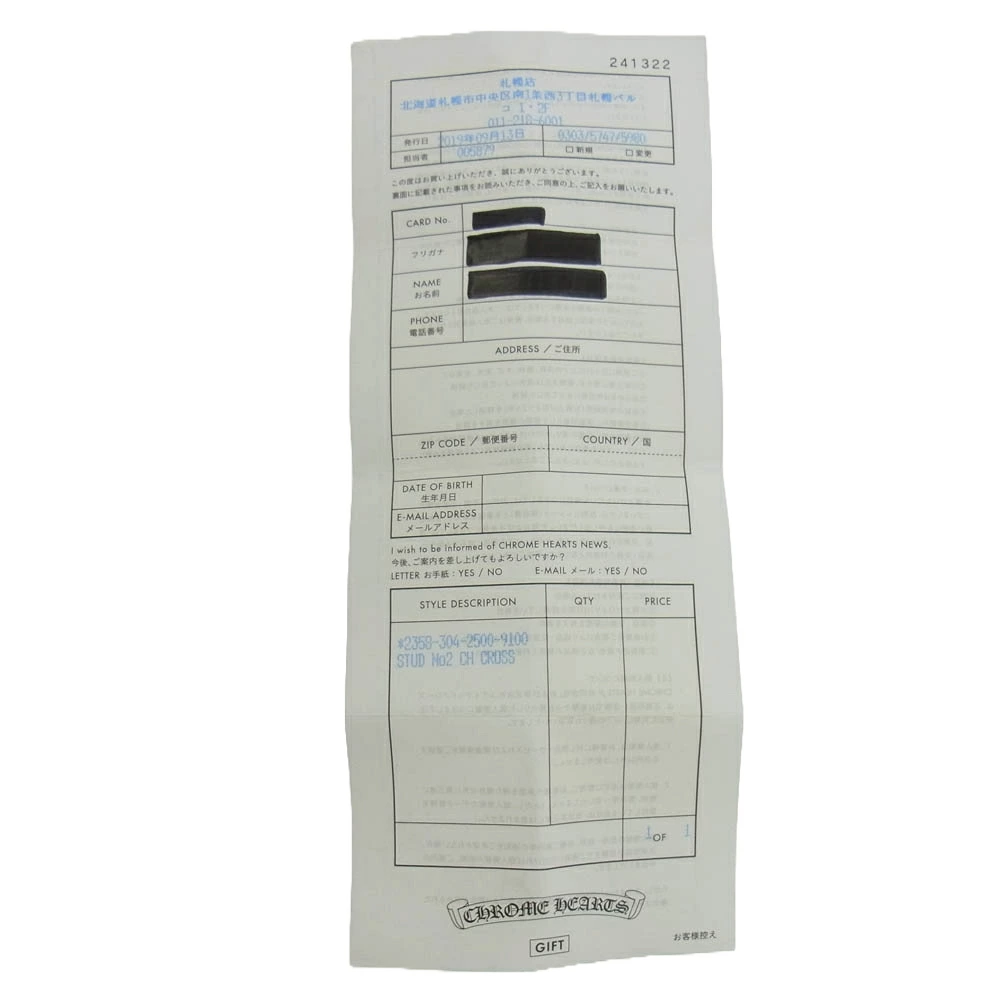 241322
札幌店
北海道札幌市中央区南1条西3丁目札幌パル
コ 1・2F
011-218-6001
発行日 2019年09月13日 0303/5747/5980
担当者 005879 □新規 □変更
この度はお買い上げいただき、誠にありがとうございます。
裏面に記載された事項をお読みいただき、ご同意の上、ご記入をお願いいたします。
CARD No.
フリガナ
NAME
お名前
PHONE
電話番号
ADDRESS / ご住所
ZIP CODE / 郵便番号 COUNTRY / 国
DATE OF BIRTH
生年月日
E-MAIL ADDRESS
メールアドレス
I wish to be informed of CHROME HEARTS NEWS.
今後、ご案内を差し上げてもよろしいですか？
LETTER お手紙 : YES / NO E-MAIL メール : YES / NO
STYLE DESCRIPTION QTY PRICE
*2358-304-2500-9100
STUD No2 CH CROSS
1 OF 1
CHROME HEARTS
GIFT
お客様控え